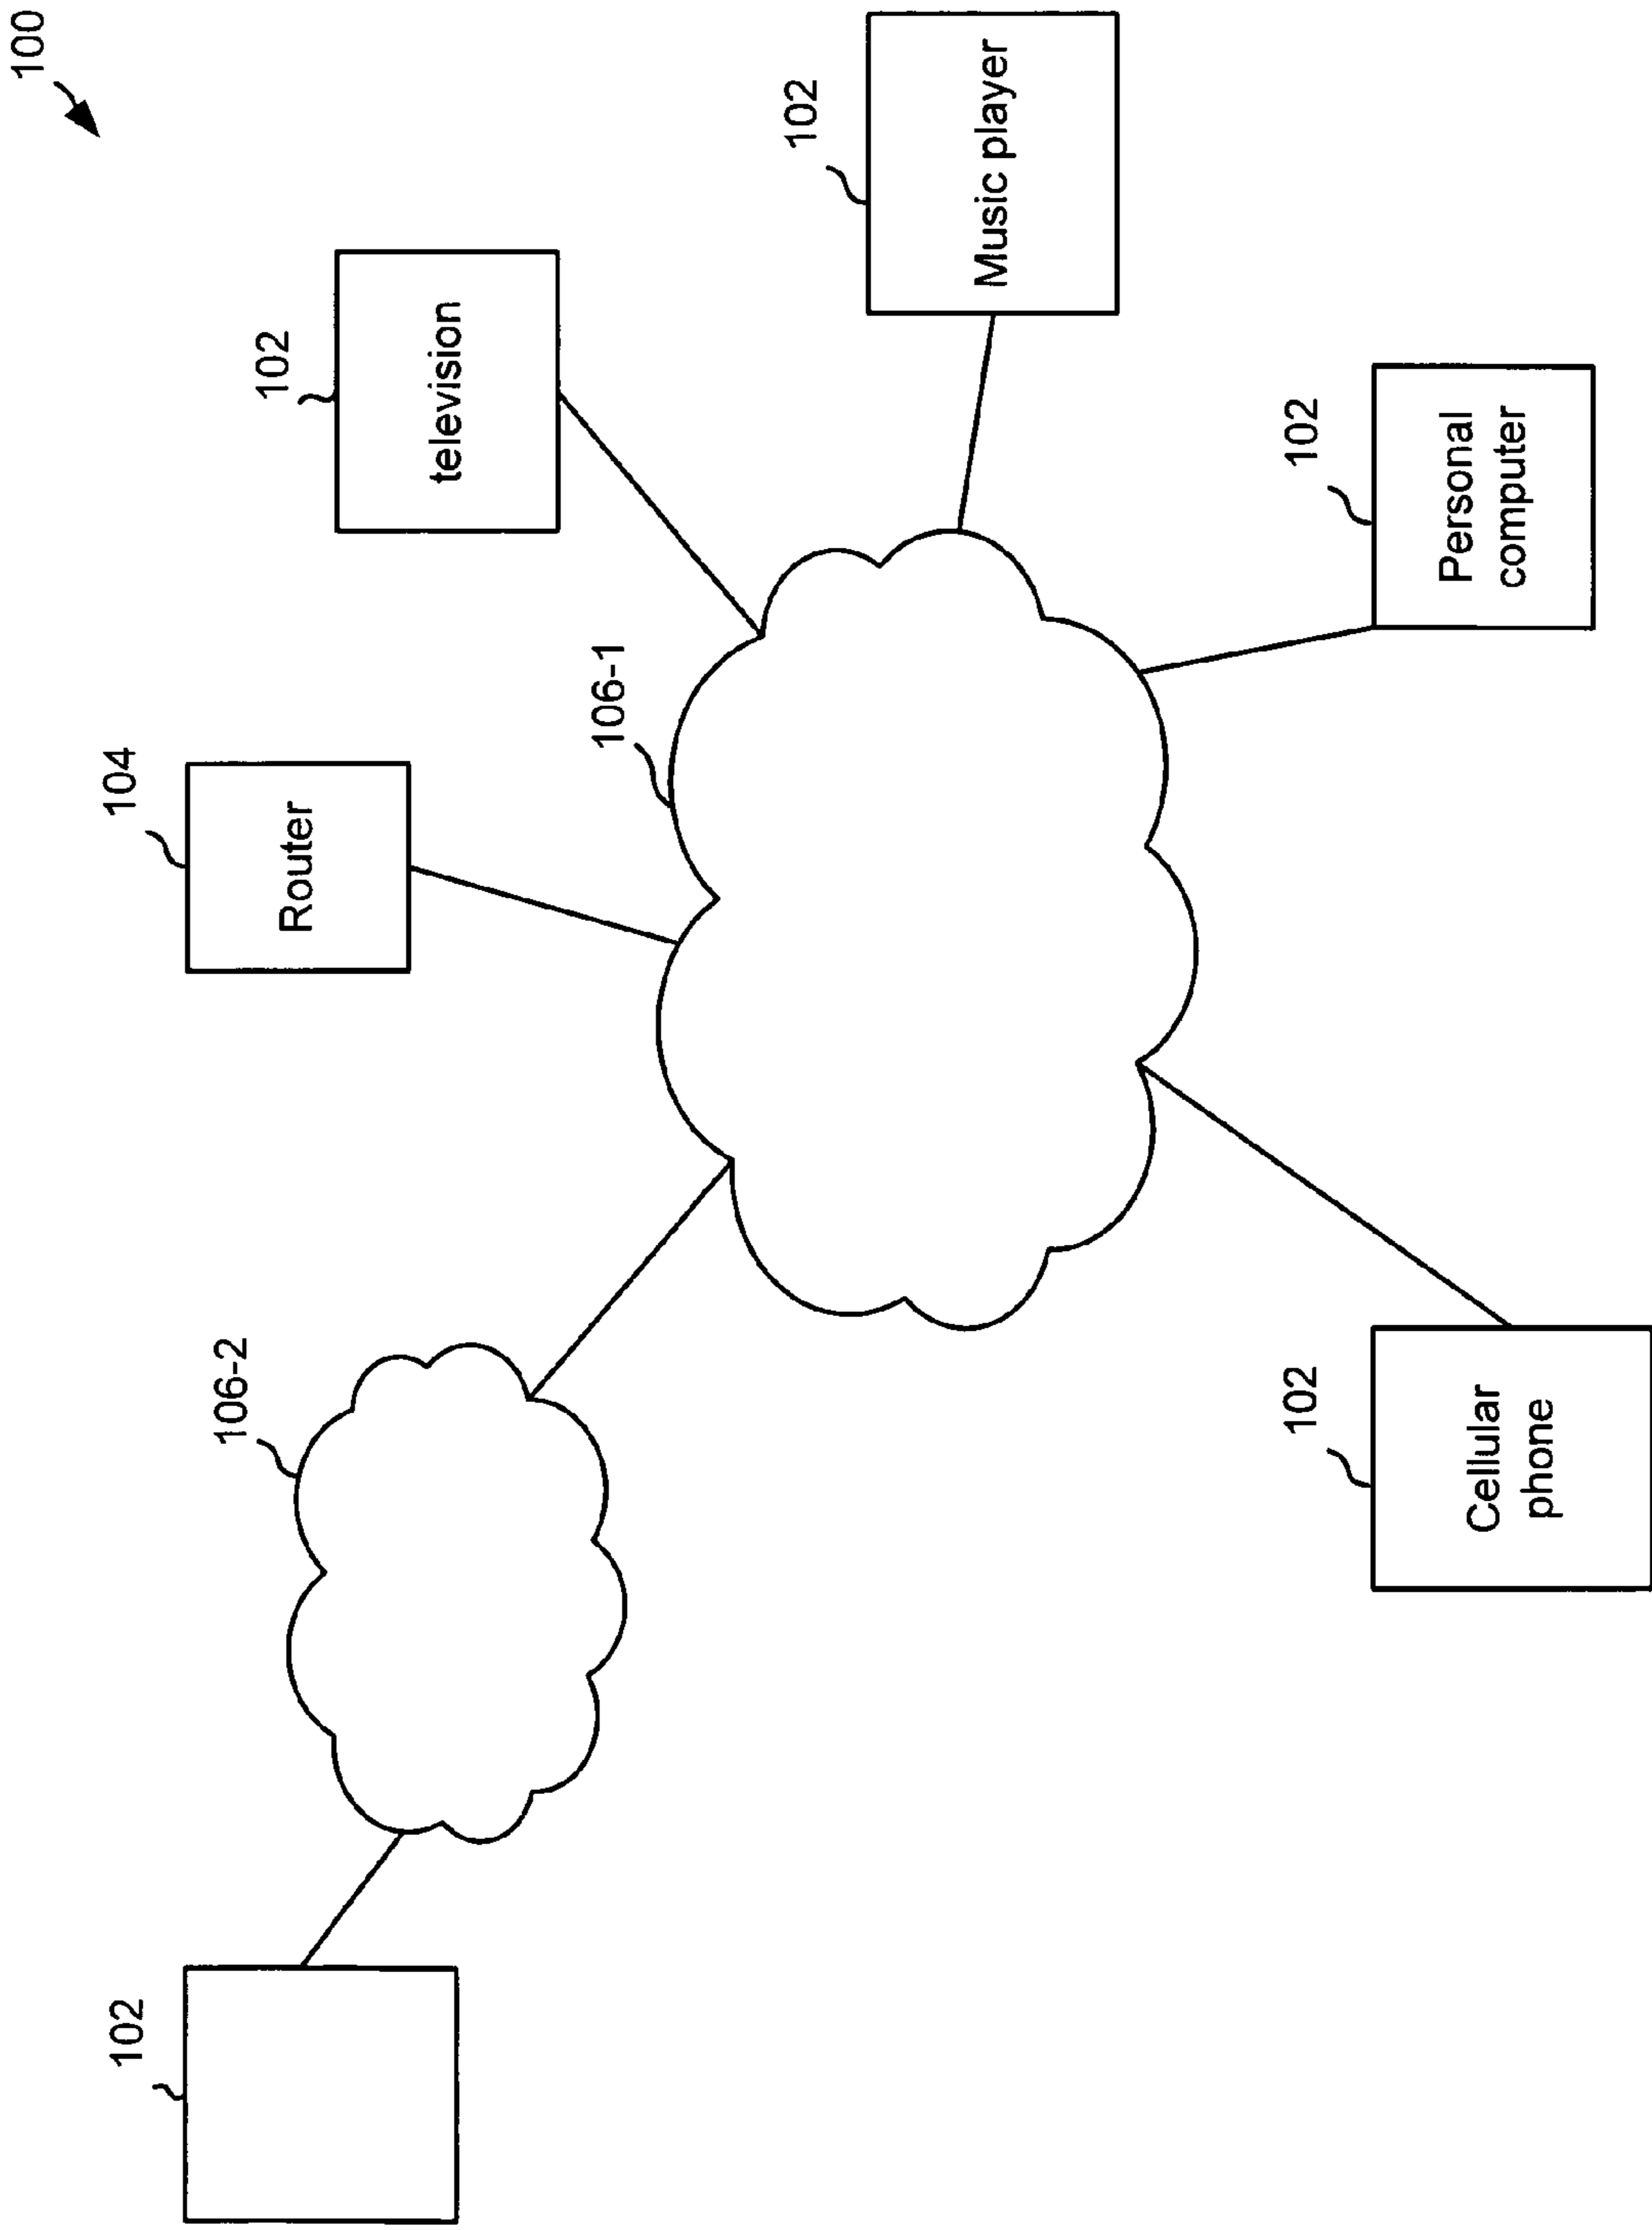 100
102
106-2
104
Router
102
television
106-1
102
Music player
102
Cellular
phone
102
Personal
computer